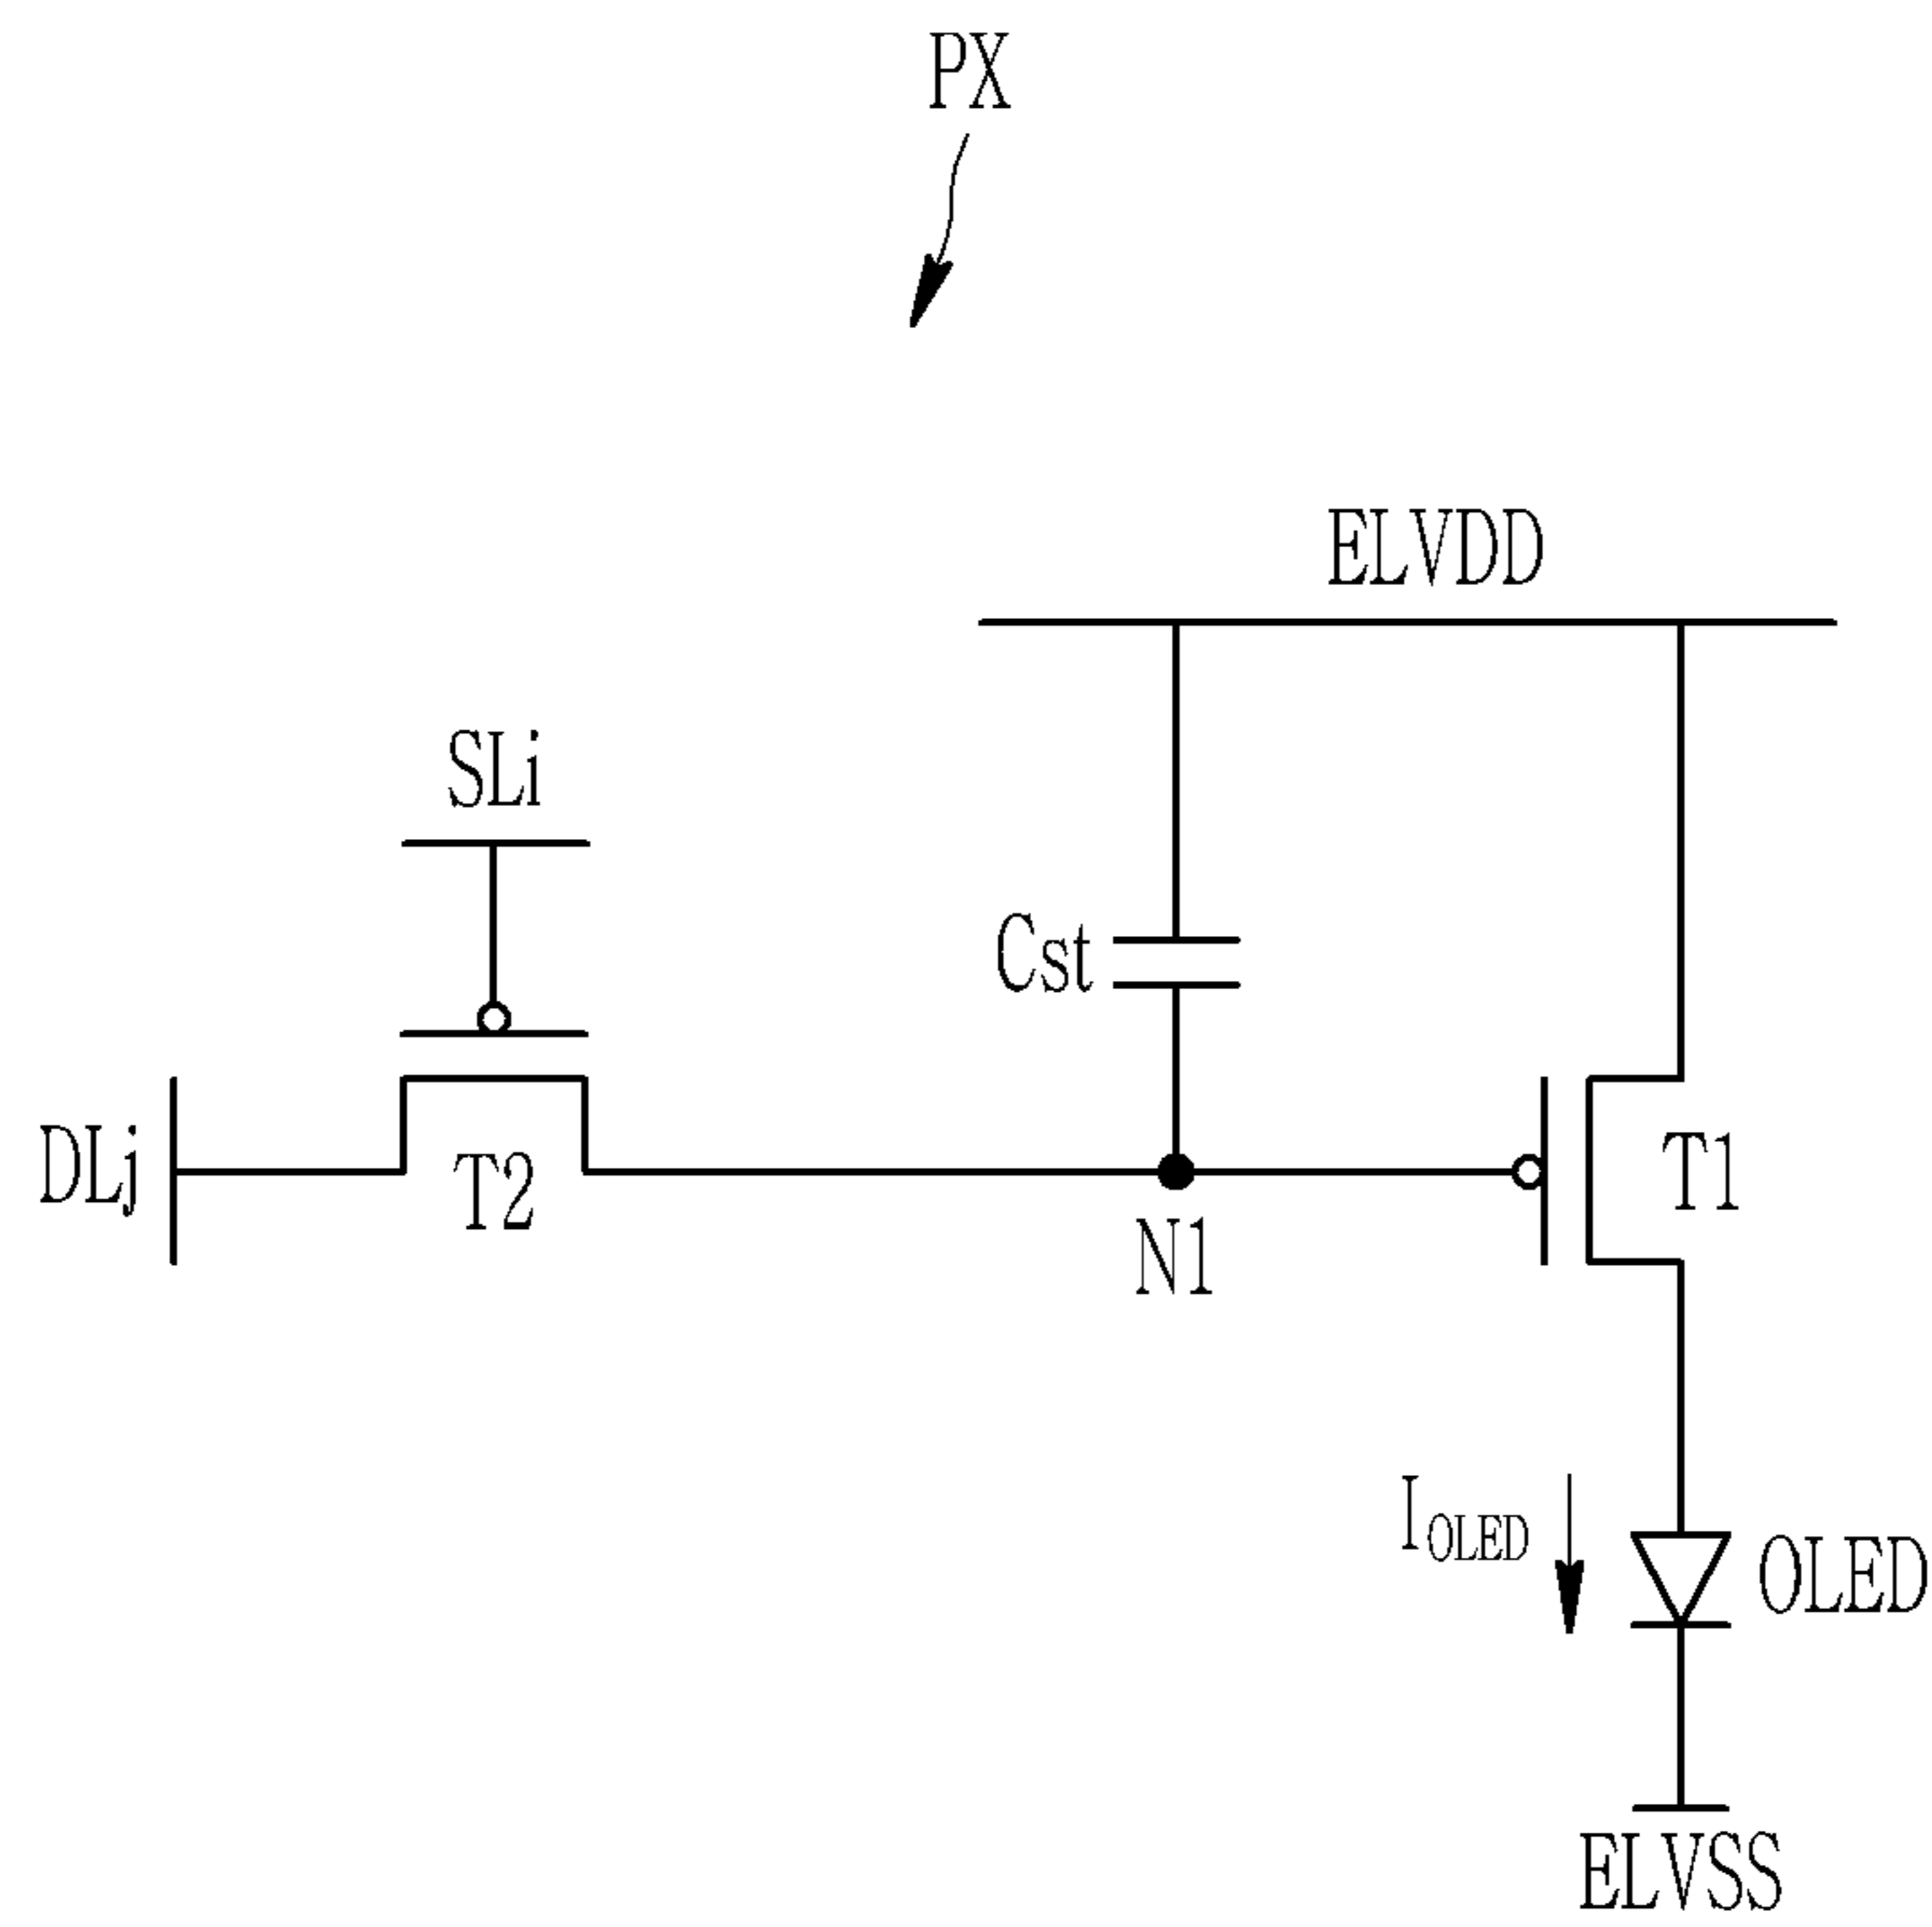 PX
ELVDD
SLi
Cst
DLj
T2
T1
N1
IOLED
OLED
ELVSS